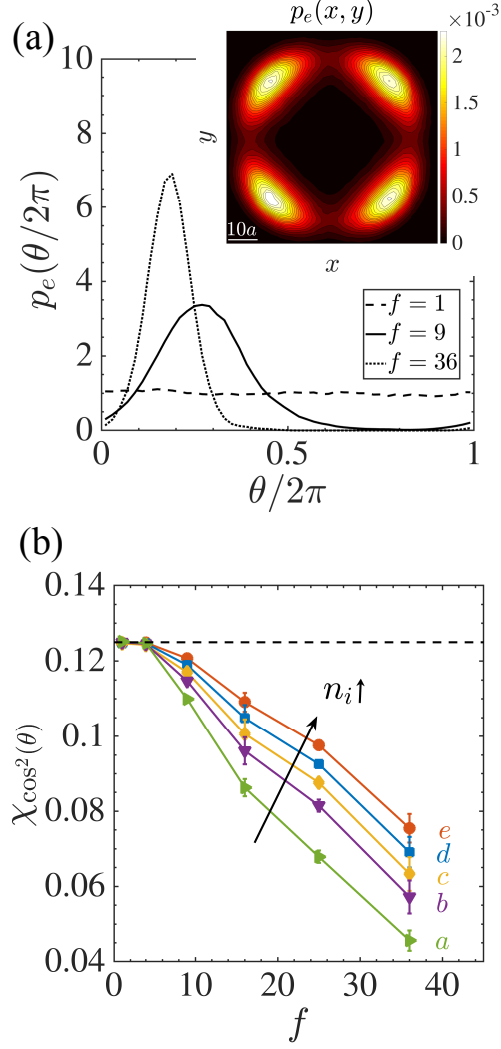 (a)
p_e(x, y)
×10⁻³
2
1.5
1
0.5
0
y
x
10a
10
8
6
4
2
0
p_e(θ/2π)
f = 1
f = 9
f = 36
0
0.5
1
θ/2π
(b)
0.14
0.12
0.1
0.08
0.06
0.04
χ_cos²(θ)
n_i↑
e
d
c
b
a
0
10
20
30
40
f